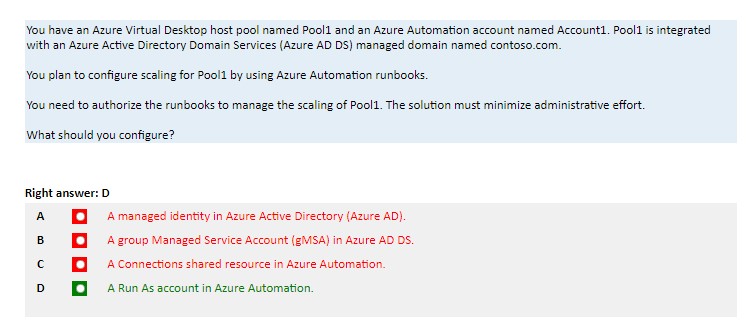 You have an Azure Virtual Desktop host pool named Pool1 and an Azure Automation account named Account1. Pool1 is integrated
with an Azure Active Directory Domain Services (Azure AD DS) managed domain named contoso.com.
You plan to configure scaling for Pool1 by using Azure Automation runbooks.
You need to authorize the runbooks to manage the scaling of Pool1. The solution must minimize administrative effort.
What should you configure?
Right answer: D
A A managed identity in Azure Active Directory (Azure AD).
B A group Managed Service Account (gMSA) in Azure AD DS.
C A Connections shared resource in Azure Automation.
D A Run As account in Azure Automation.